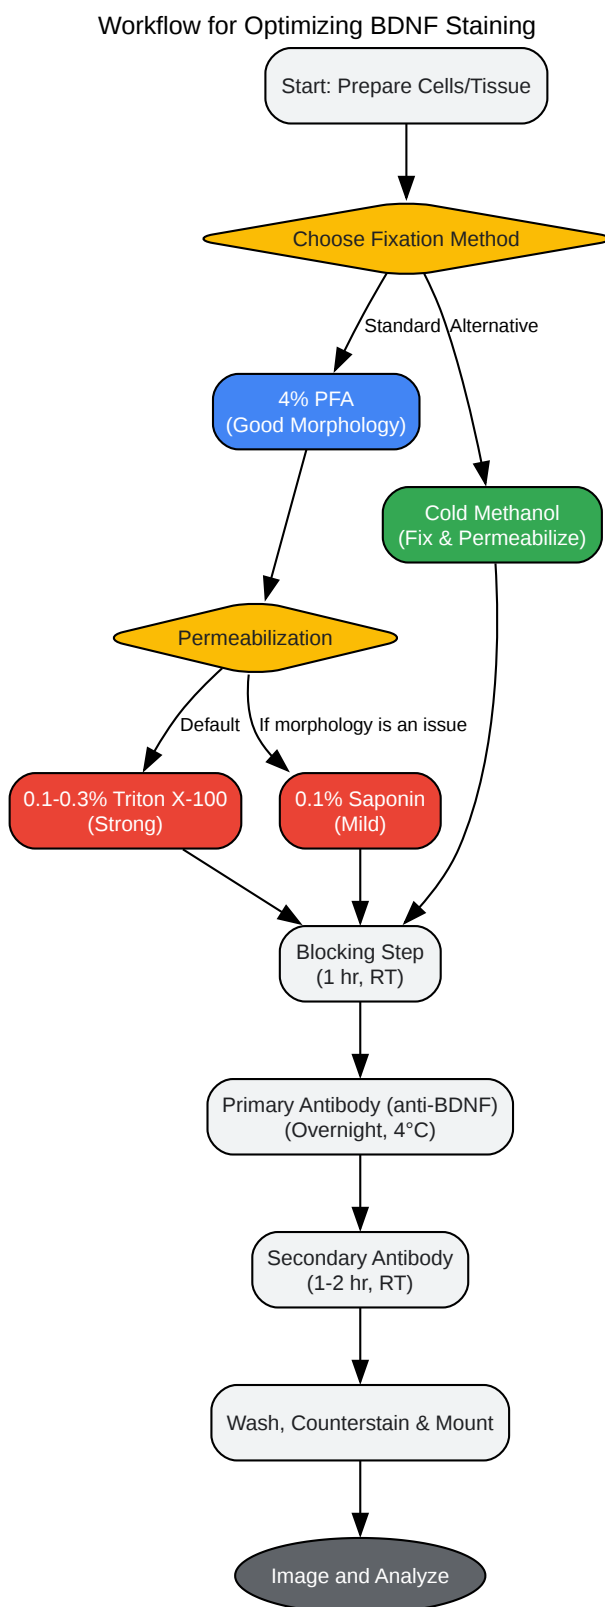 Workflow for Optimizing BDNF Staining
Start: Prepare Cells/Tissue
Choose Fixation Method
Standard
Alternative
4% PFA
(Good Morphology)
Cold Methanol
(Fix & Permeabilize)
Permeabilization
Default
If morphology is an issue
0.1-0.3% Triton X-100
(Strong)
0.1% Saponin
(Mild)
Blocking Step
(1 hr, RT)
Primary Antibody (anti-BDNF)
(Overnight, 4°C)
Secondary Antibody
(1-2 hr, RT)
Wash, Counterstain & Mount
Image and Analyze